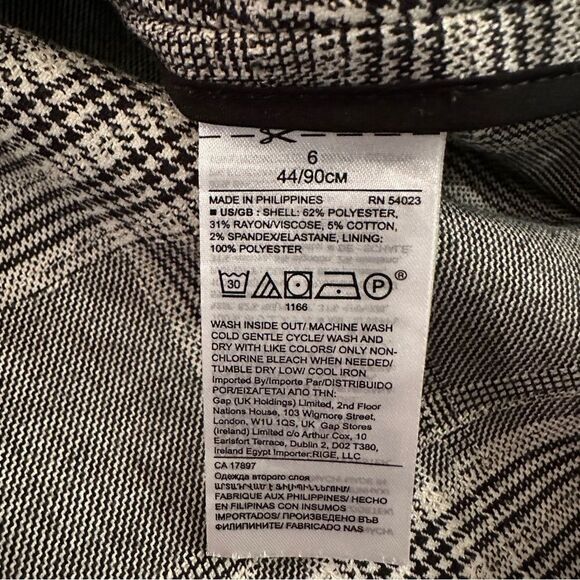 6
44/90CM
MADE IN PHILIPPINES RN 54023
■ US/GB : SHELL: 62% POLYESTER,
31% RAYON/VISCOSE, 5% COTTON,
2% SPANDEX/ELASTANE, LINING:
100% POLYESTER
30 P ®
1166
WASH INSIDE OUT/ MACHINE WASH
COLD GENTLE CYCLE/ WASH AND
DRY WITH LIKE COLORS/ ONLY NON-
CHLORINE BLEACH WHEN NEEDED/
TUMBLE DRY LOW/ COOL IRON
Imported By/Importe Par/DISTRIBUIDO
POR/ΕΙΣΑΓΕΤΑΙ ΑΠΟ ΤΗΝ:
Gap (UK Holdings) Limited, 2nd Floor
Nations House, 103 Wigmore Street,
London, W1U 1QS, UK Gap Stores
(Ireland) Limited c/o Arthur Cox, 10
Earlsfort Terrace, Dublin 2, D02 T380,
Ireland Egypt Importer:RIGE, LLC
CA 17897
Одежда второго слоя
ԱՐՏԱԴՐՎԱԾ Է ՖԻԼԻՊԻՆՆԵՐՈՒՄ/
FABRIQUE AUX PHILIPPINES/ HECHO
EN FILIPINAS CON INSUMOS
IMPORTADOS/ ПРОИЗВЕДЕНО ВЪВ
ФИЛИПИНИТЕ/ FABRICADO NAS